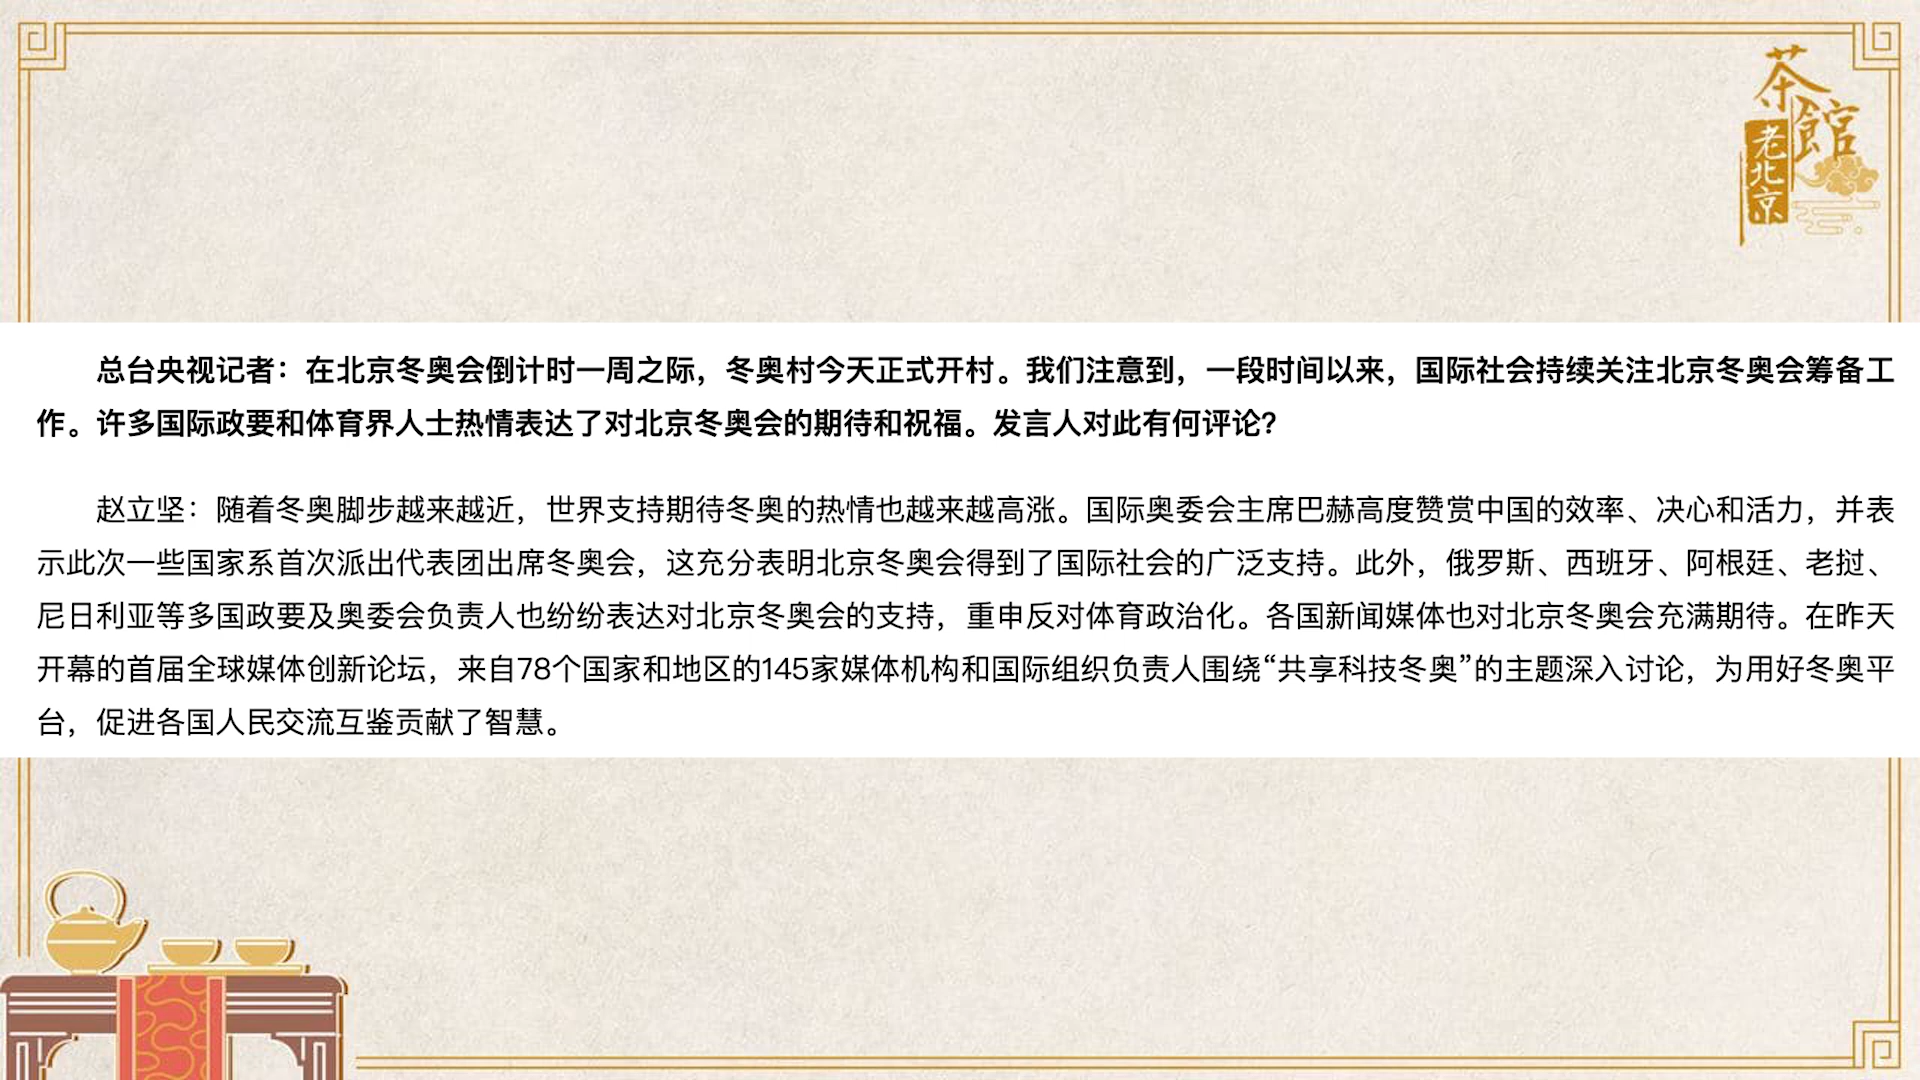 茶館
老北京
总台央视记者：在北京冬奥会倒计时一周之际，冬奥村今天正式开村。我们注意到，一段时间以来，国际社会持续关注北京冬奥会筹备工
作。许多国际政要和体育界人士热情表达了对北京冬奥会的期待和祝福。发言人对此有何评论？
赵立坚：随着冬奥脚步越来越近，世界支持期待冬奥的热情也越来越高涨。国际奥委会主席巴赫高度赞赏中国的效率、决心和活力，并表
示此次一些国家系首次派出代表团出席冬奥会，这充分表明北京冬奥会得到了国际社会的广泛支持。此外，俄罗斯、西班牙、阿根廷、老挝、
尼日利亚等多国政要及奥委会负责人也纷纷表达对北京冬奥会的支持，重申反对体育政治化。各国新闻媒体也对北京冬奥会充满期待。在昨天
开幕的首届全球媒体创新论坛，来自78个国家和地区的145家媒体机构和国际组织负责人围绕“共享科技冬奥”的主题深入讨论，为用好冬奥平
台，促进各国人民交流互鉴贡献了智慧。